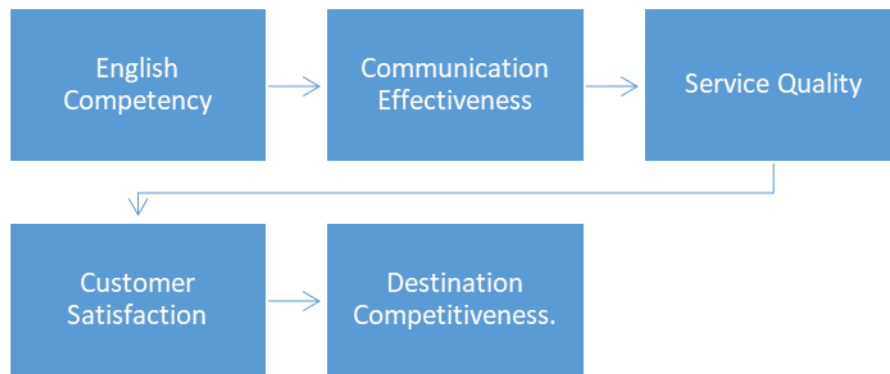 English
Competency
Communication
Effectiveness
Service Quality
Customer
Satisfaction
Destination
Competitiveness.